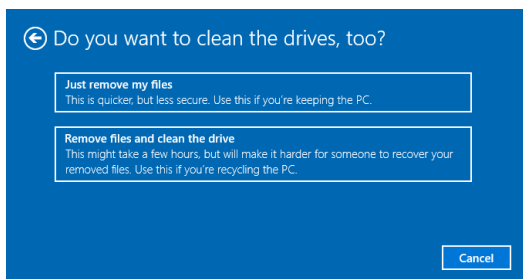 Do you want to clean the drives, too?
Just remove my files
This is quicker, but less secure. Use this if you're keeping the PC.
Remove files and clean the drive
This might take a few hours, but will make it harder for someone to recover your
removed files. Use this if you're recycling the PC.
Cancel